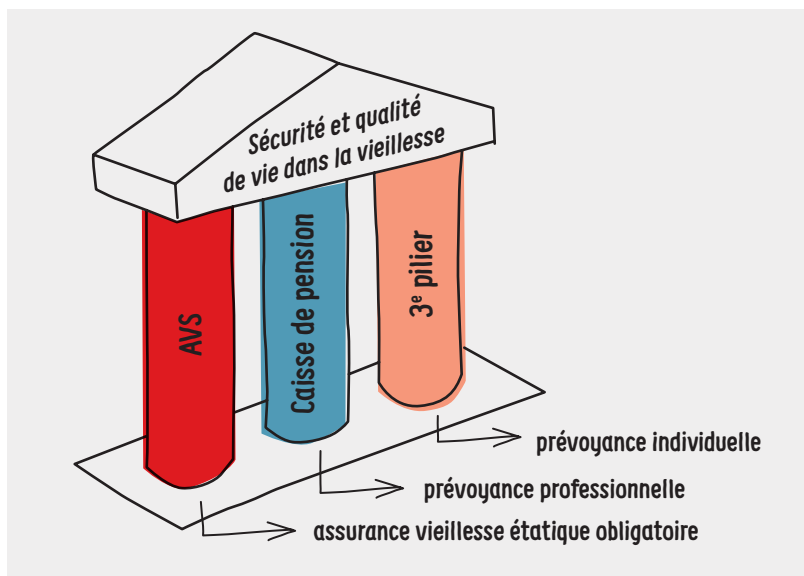 Sécurité et qualité
de vie dans la vieillesse
AVS
Caisse de pension
3e pilier
prévoyance individuelle
prévoyance professionnelle
assurance vieillesse étatique obligatoire